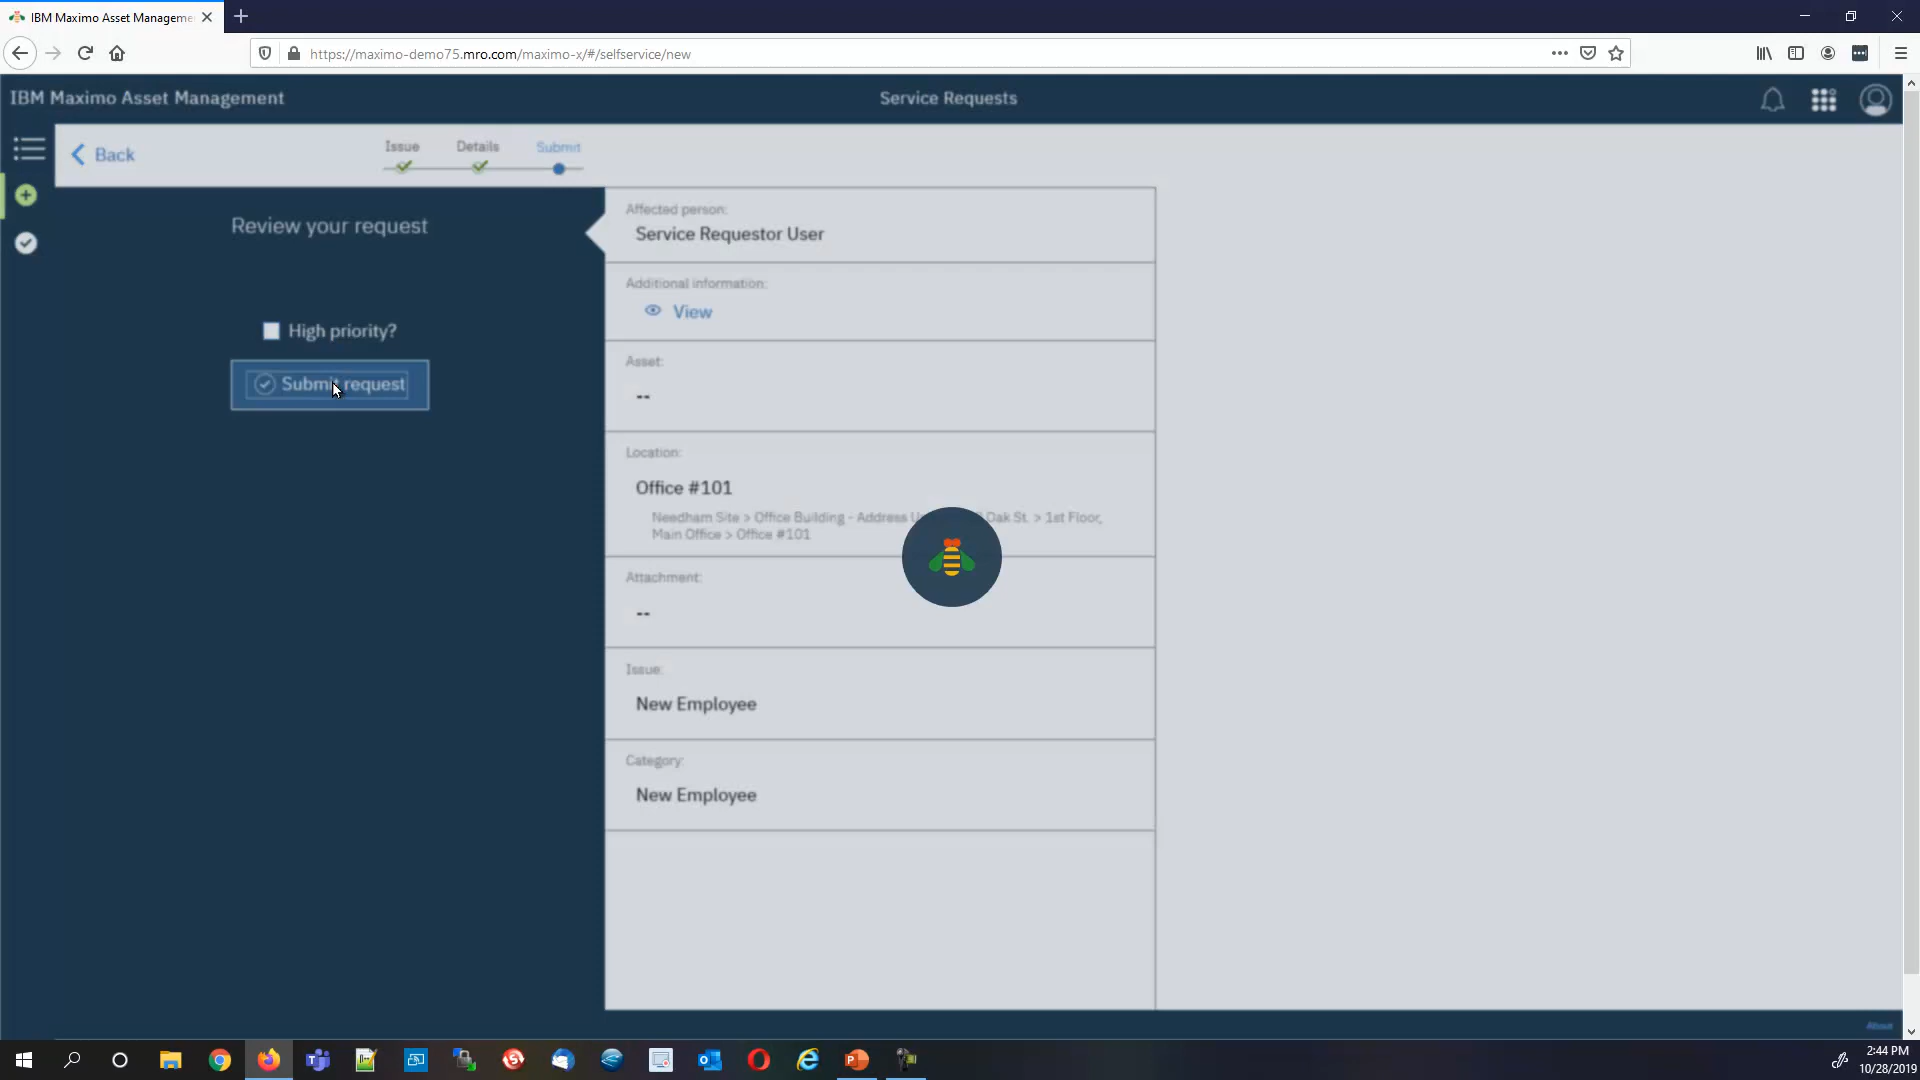 IBM Maximo Asset Manageme
https://maximo-demo75.mro.com/maximo-x/#/selfservice/new
IBM Maximo Asset Management
Service Requests
Back
Issue
Details
Submit
Review your request
High priority?
Submit request
Affected person:
Service Requestor User
Additional information:
View
Asset:
--
Location:
Office #101
Needham Site > Office Building - Address Oak St. > 1st Floor,
Main Office > Office #101
Attachment:
--
Issue:
New Employee
Category:
New Employee
About
2:44 PM
10/28/2019